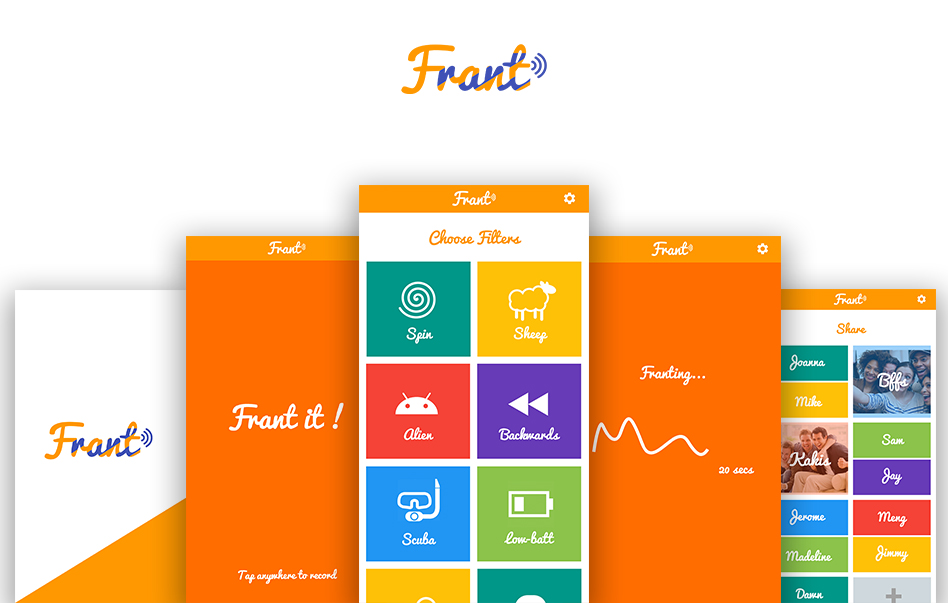 Frant
Frant
Frant
Frant it !
Tap anywhere to record
Frant
Choose Filters
Spin
Sheep
Alien
Backwards
Scuba
Low-batt
Frant
Franting...
20 secs
Frant
Share
Joanna
Bffs
Mike
Kakis
Sam
Jay
Jerome
Meng
Madeline
Jimmy
Dawn